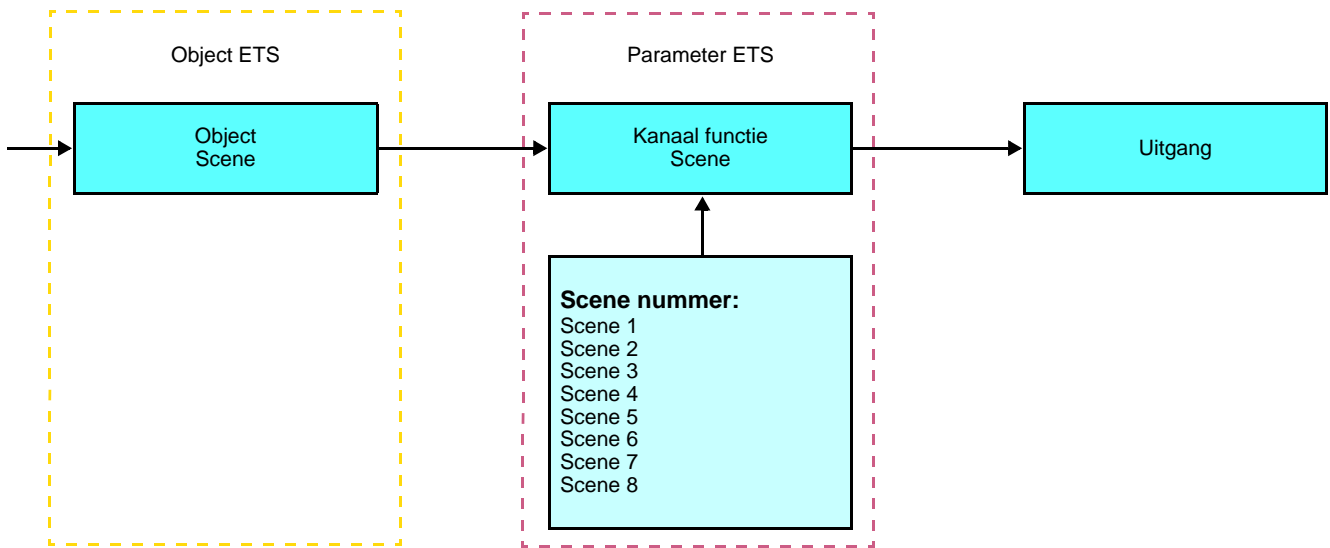 Object ETS
Parameter ETS
Object
Scene
Kanaal functie
Scene
Uitgang
Scene nummer:
Scene 1
Scene 2
Scene 3
Scene 4
Scene 5
Scene 6
Scene 7
Scene 8